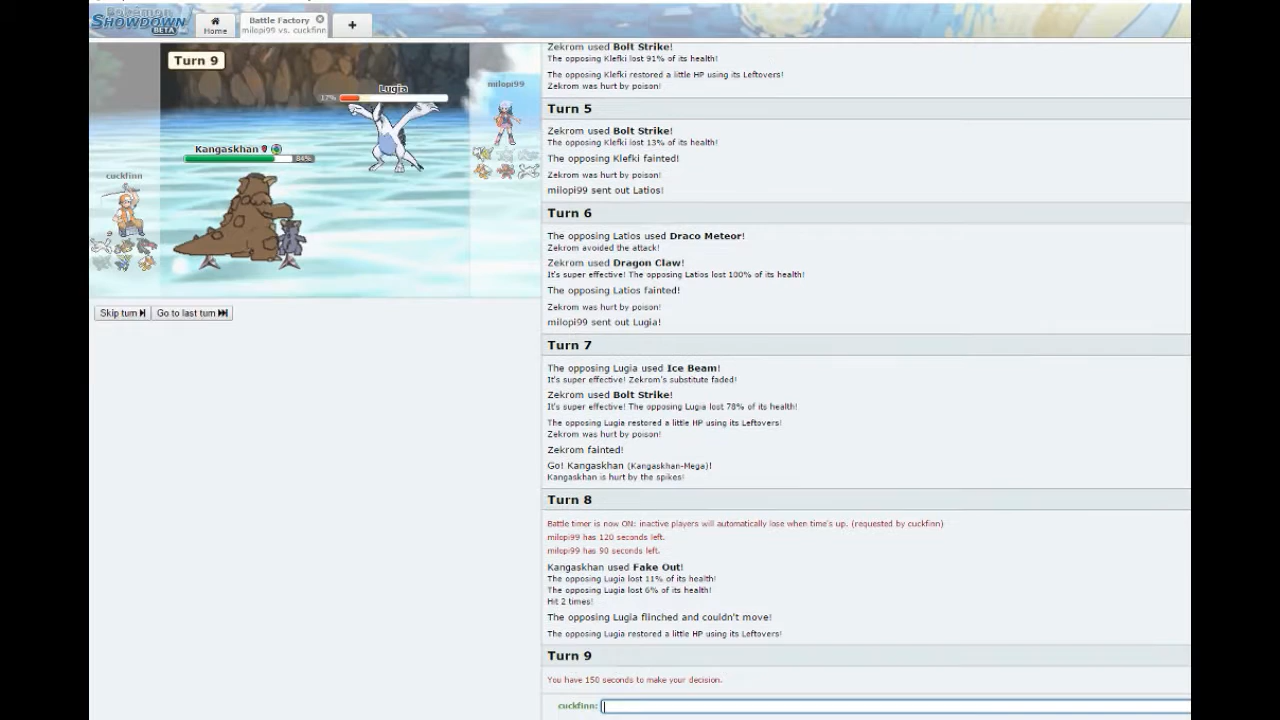 Pokémon
SHOWDOWN
BETA
Home
Battle Factory
milopi99 vs. cuckfinn
+
Turn 9
Lugia
17%
milopi99
Kangaskhan
84%
cuckfinn
Skip turn
Go to last turn
Zekrom used Bolt Strike!
The opposing Klefki lost 91% of its health!
The opposing Klefki restored a little HP using its Leftovers!
Zekrom was hurt by poison!
Turn 5
Zekrom used Bolt Strike!
The opposing Klefki lost 13% of its health!
The opposing Klefki fainted!
Zekrom was hurt by poison!
milopi99 sent out Latios!
Turn 6
The opposing Latios used Draco Meteor!
Zekrom avoided the attack!
Zekrom used Dragon Claw!
It's super effective! The opposing Latios lost 100% of its health!
The opposing Latios fainted!
Zekrom was hurt by poison!
milopi99 sent out Lugia!
Turn 7
The opposing Lugia used Ice Beam!
It's super effective! Zekrom's substitute faded!
Zekrom used Bolt Strike!
It's super effective! The opposing Lugia lost 78% of its health!
The opposing Lugia restored a little HP using its Leftovers!
Zekrom was hurt by poison!
Zekrom fainted!
Go! Kangaskhan (Kangaskhan-Mega)!
Kangaskhan is hurt by the spikes!
Turn 8
Battle timer is now ON: inactive players will automatically lose when time's up. (requested by cuckfinn)
milopi99 has 120 seconds left.
milopi99 has 90 seconds left.
Kangaskhan used Fake Out!
The opposing Lugia lost 11% of its health!
The opposing Lugia lost 6% of its health!
Hit 2 times!
The opposing Lugia flinched and couldn't move!
The opposing Lugia restored a little HP using its Leftovers!
Turn 9
You have 150 seconds to make your decision.
cuckfinn: